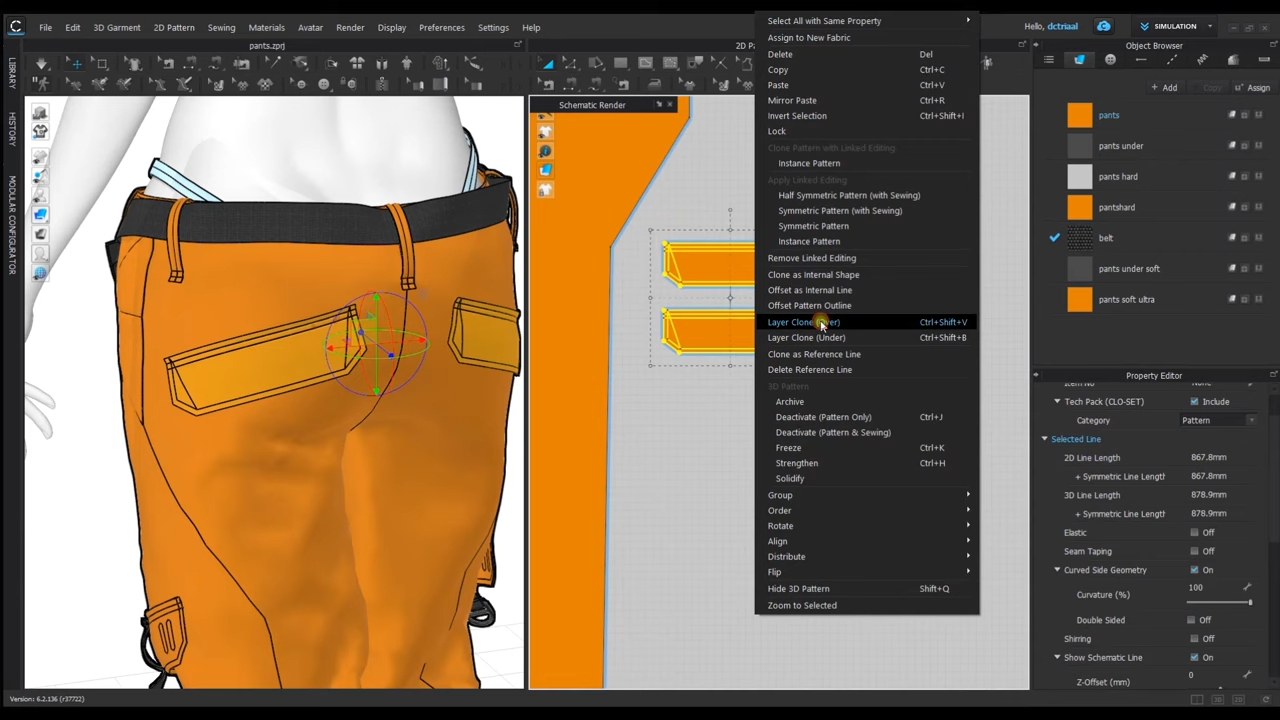 File
Edit
3D Garment
2D Pattern
Sewing
Materials
Avatar
Render
Display
Preferences
Settings
Help
Hello, dctriaal
SIMULATION
pants.zprj
2D P
Object Browser
LIBRARY
HISTORY
MODULAR CONFIGURATOR
Schematic Render
Select All with Same Property
Assign to New Fabric
Delete Del
Copy Ctrl+C
Paste Ctrl+V
Mirror Paste Ctrl+R
Invert Selection Ctrl+Shift+I
Lock
Clone Pattern with Linked Editing
Instance Pattern
Apply Linked Editing
Half Symmetric Pattern (with Sewing)
Symmetric Pattern (with Sewing)
Symmetric Pattern
Instance Pattern
Remove Linked Editing
Clone as Internal Shape
Offset as Internal Line
Offset Pattern Outline
Layer Clone Ctrl+Shift+V
Layer Clone (Under) Ctrl+Shift+B
Clone as Reference Line
Delete Reference Line
3D Pattern
Archive
Deactivate (Pattern Only) Ctrl+J
Deactivate (Pattern & Sewing)
Freeze Ctrl+K
Strengthen Ctrl+H
Solidify
Group
Order
Rotate
Align
Distribute
Flip
Hide 3D Pattern Shift+Q
Zoom to Selected
+ Add
Copy
Assign
pants
pants under
pants hard
pantshard
belt
pants under soft
pants soft ultra
Property Editor
Item No None
Tech Pack (CLO-SET) Include
Category Pattern
Selected Line
2D Line Length 867.8mm
+ Symmetric Line Length 867.8mm
3D Line Length 878.9mm
+ Symmetric Line Length 878.9mm
Elastic Off
Seam Taping Off
Curved Side Geometry On
Curvature (%) 100
Double Sided Off
Shirring Off
Show Schematic Line On
Z-Offset (mm) 0
Version: 6.2.136 (r37722)